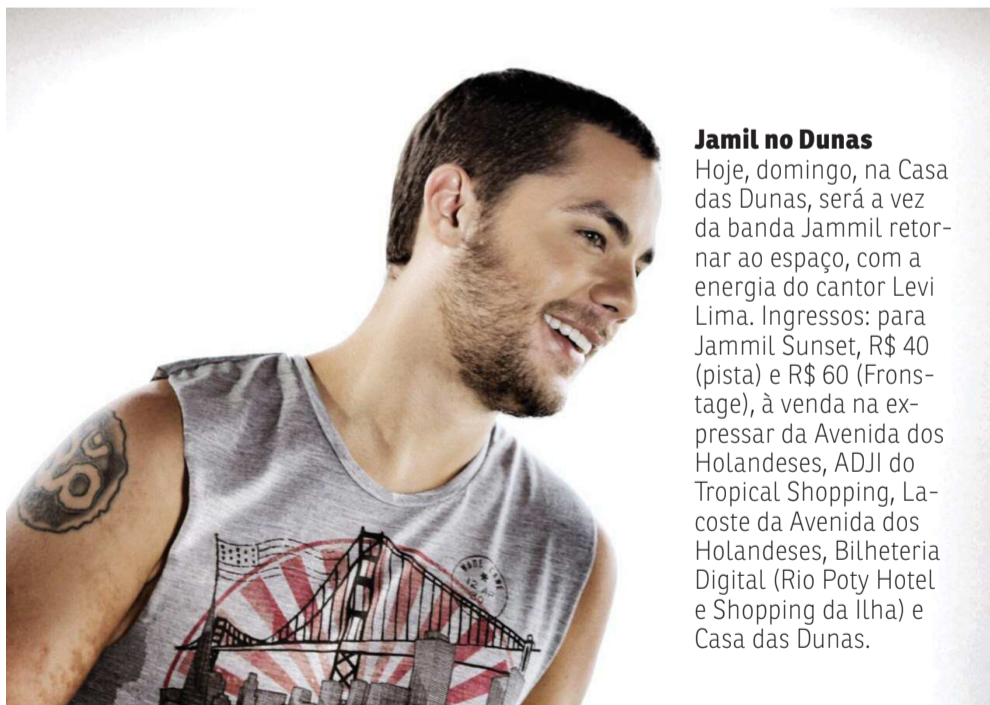 Jamil no Dunas
Hoje, domingo, na Casa
das Dunas, será a vez
da banda Jammil retor-
nar ao espaço, com a
energia do cantor Levi
Lima. Ingressos: para
Jammil Sunset, R$ 40
(pista) e R$ 60 (Frons-
tage), à venda na ex-
pressar da Avenida dos
Holandeses, ADJI do
Tropical Shopping, La-
coste da Avenida dos
Holandeses, Bilheteria
Digital (Rio Poty Hotel
e Shopping da Ilha) e
Casa das Dunas.